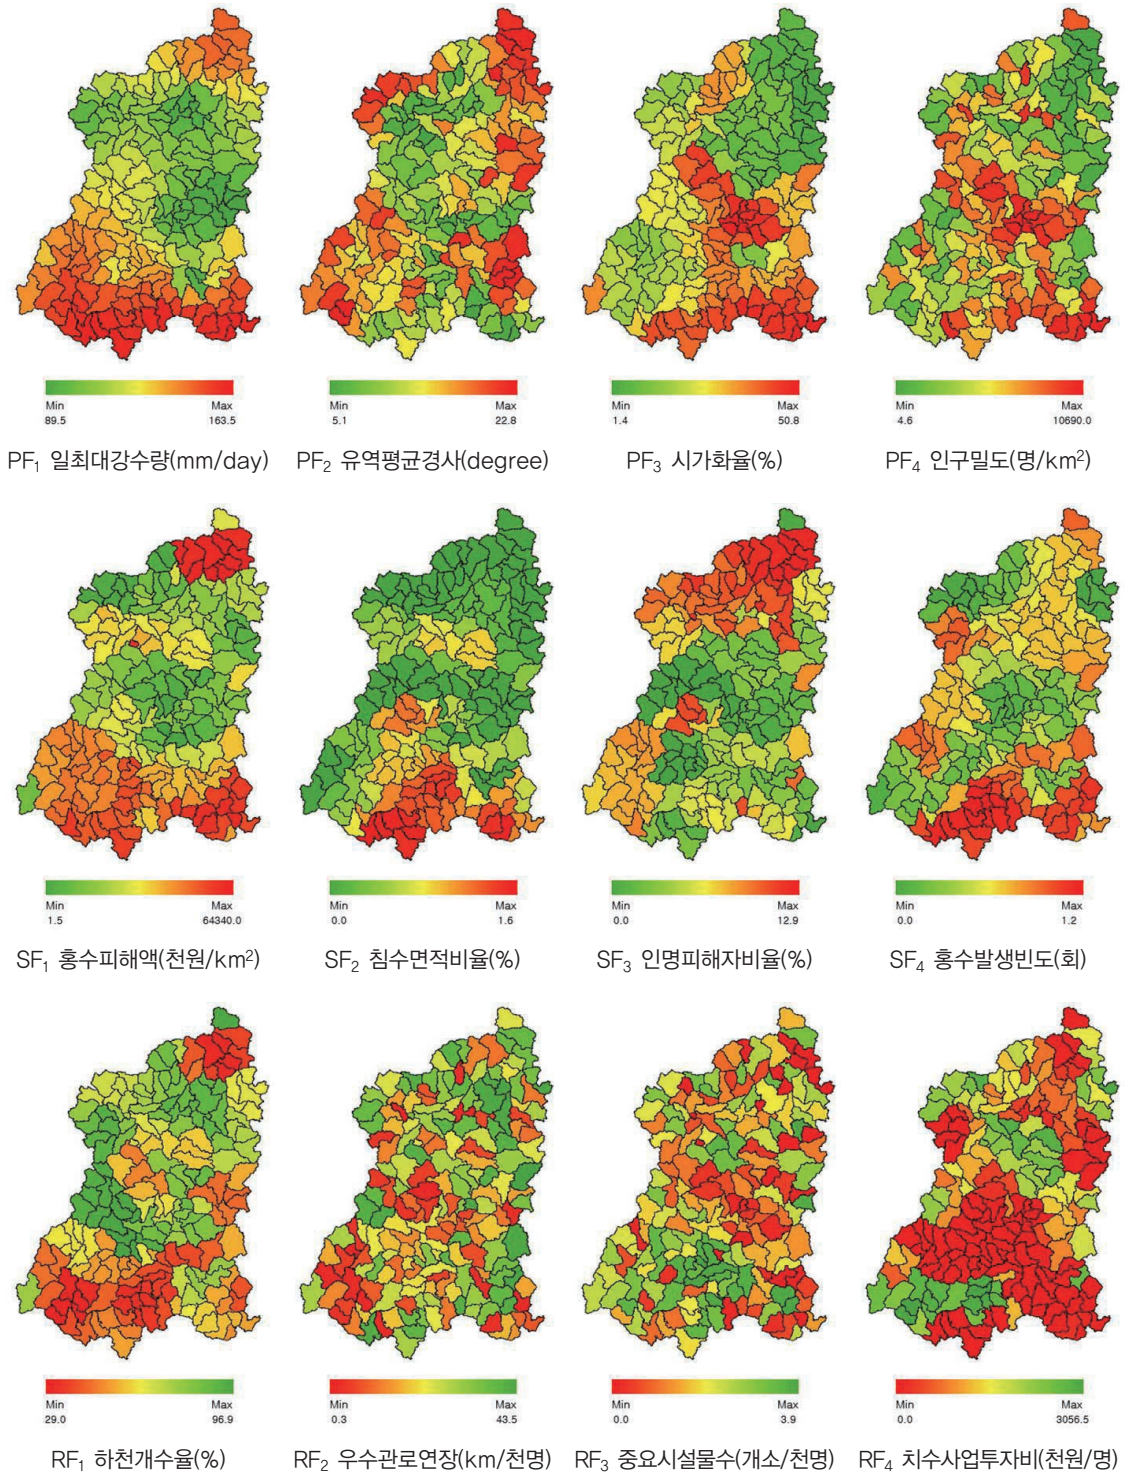 Min Max Min Max Min Max Min Max
89.5 163.5 5.1 22.8 1.4 50.8 4.6 10690.0
PF₁ 일최대강수량(mm/day) PF₂ 유역평균경사(degree) PF₃ 시가화율(%) PF₄ 인구밀도(명/km²)
Min Max Min Max Min Max Min Max
1.5 64340.0 0.0 1.6 0.0 12.9 0.0 1.2
SF₁ 홍수피해액(천원/km²) SF₂ 침수면적비율(%) SF₃ 인명피해자비율(%) SF₄ 홍수발생빈도(회)
Min Max Min Max Min Max Min Max
29.0 96.9 0.3 43.5 0.0 3.9 0.0 3056.5
RF₁ 하천개수율(%) RF₂ 우수관로연장(km/천명) RF₃ 중요시설물수(개소/천명) RF₄ 치수사업투자비(천원/명)